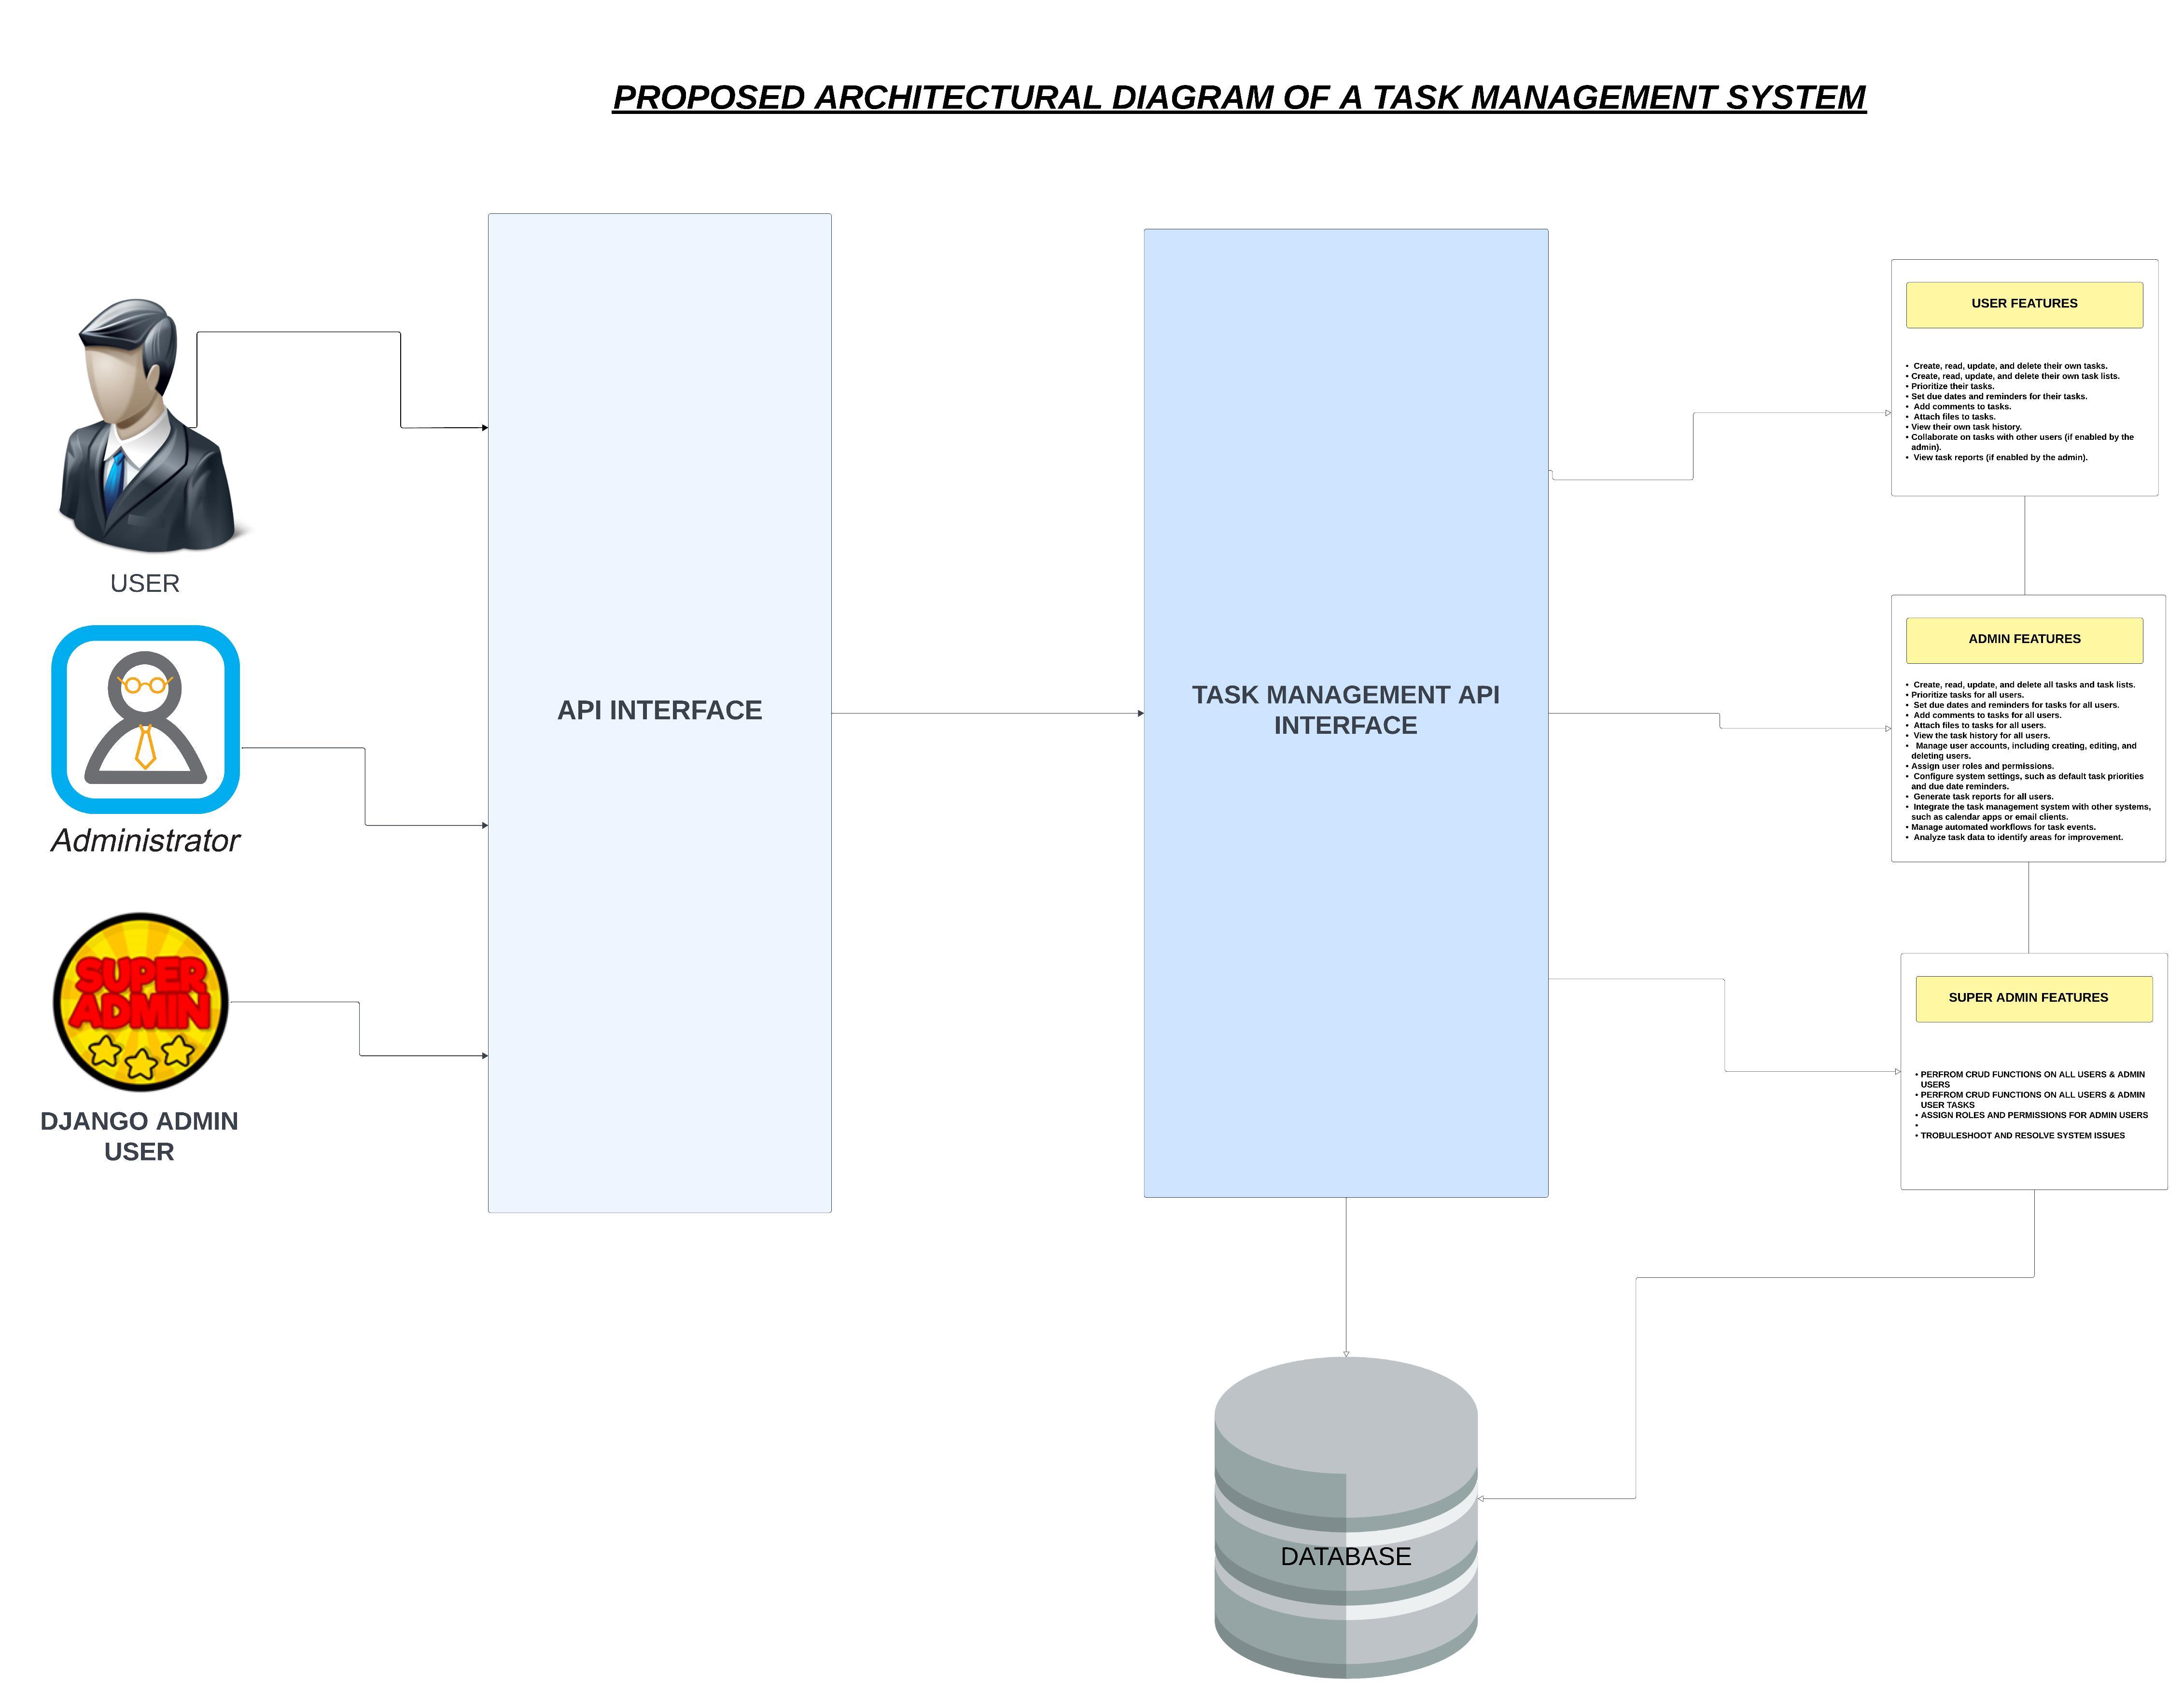 PROPOSED ARCHITECTURAL DIAGRAM OF A TASK MANAGEMENT SYSTEM
USER
Administrator
SUPER
ADMIN
DJANGO ADMIN
USER
API INTERFACE
TASK MANAGEMENT API
INTERFACE
USER FEATURES
• Create, read, update, and delete their own tasks.
• Create, read, update, and delete their own task lists.
• Prioritize their tasks.
• Set due dates and reminders for their tasks.
• Add comments to tasks.
• Attach files to tasks.
• View their own task history.
• Collaborate on tasks with other users (if enabled by the
admin).
• View task reports (if enabled by the admin).
ADMIN FEATURES
• Create, read, update, and delete all tasks and task lists.
• Prioritize tasks for all users.
• Set due dates and reminders for tasks for all users.
• Add comments to tasks for all users.
• Attach files to tasks for all users.
• View the task history for all users.
• Manage user accounts, including creating, editing, and
deleting users.
• Assign user roles and permissions.
• Configure system settings, such as default task priorities
and due date reminders.
• Generate task reports for all users.
• Integrate the task management system with other systems,
such as calendar apps or email clients.
• Manage automated workflows for task events.
• Analyze task data to identify areas for improvement.
SUPER ADMIN FEATURES
• PERFROM CRUD FUNCTIONS ON ALL USERS & ADMIN
USERS
• PERFROM CRUD FUNCTIONS ON ALL USERS & ADMIN
USER TASKS
• ASSIGN ROLES AND PERMISSIONS FOR ADMIN USERS
•
• TROBULESHOOT AND RESOLVE SYSTEM ISSUES
DATABASE